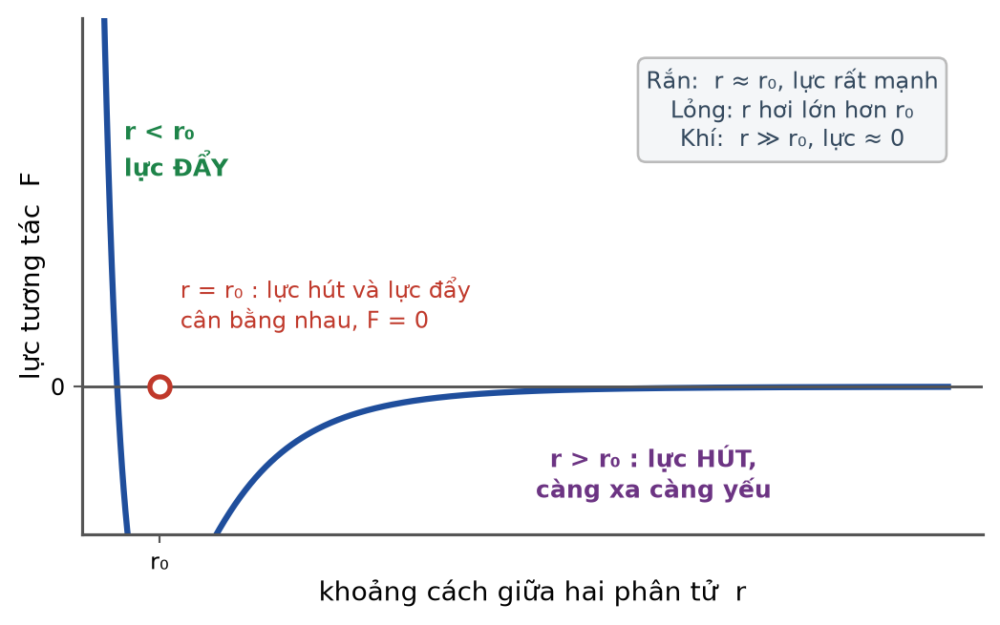 Rắn:  r ≈ r₀, lực rất mạnh
Lỏng: r hơi lớn hơn r₀
Khí:  r ≫ r₀, lực ≈ 0
r < r₀
lực ĐẨY
r = r₀ : lực hút và lực đẩy
cân bằng nhau, F = 0
r > r₀ : lực HÚT,
càng xa càng yếu
lực tương tác  F
0
r₀
khoảng cách giữa hai phân tử  r